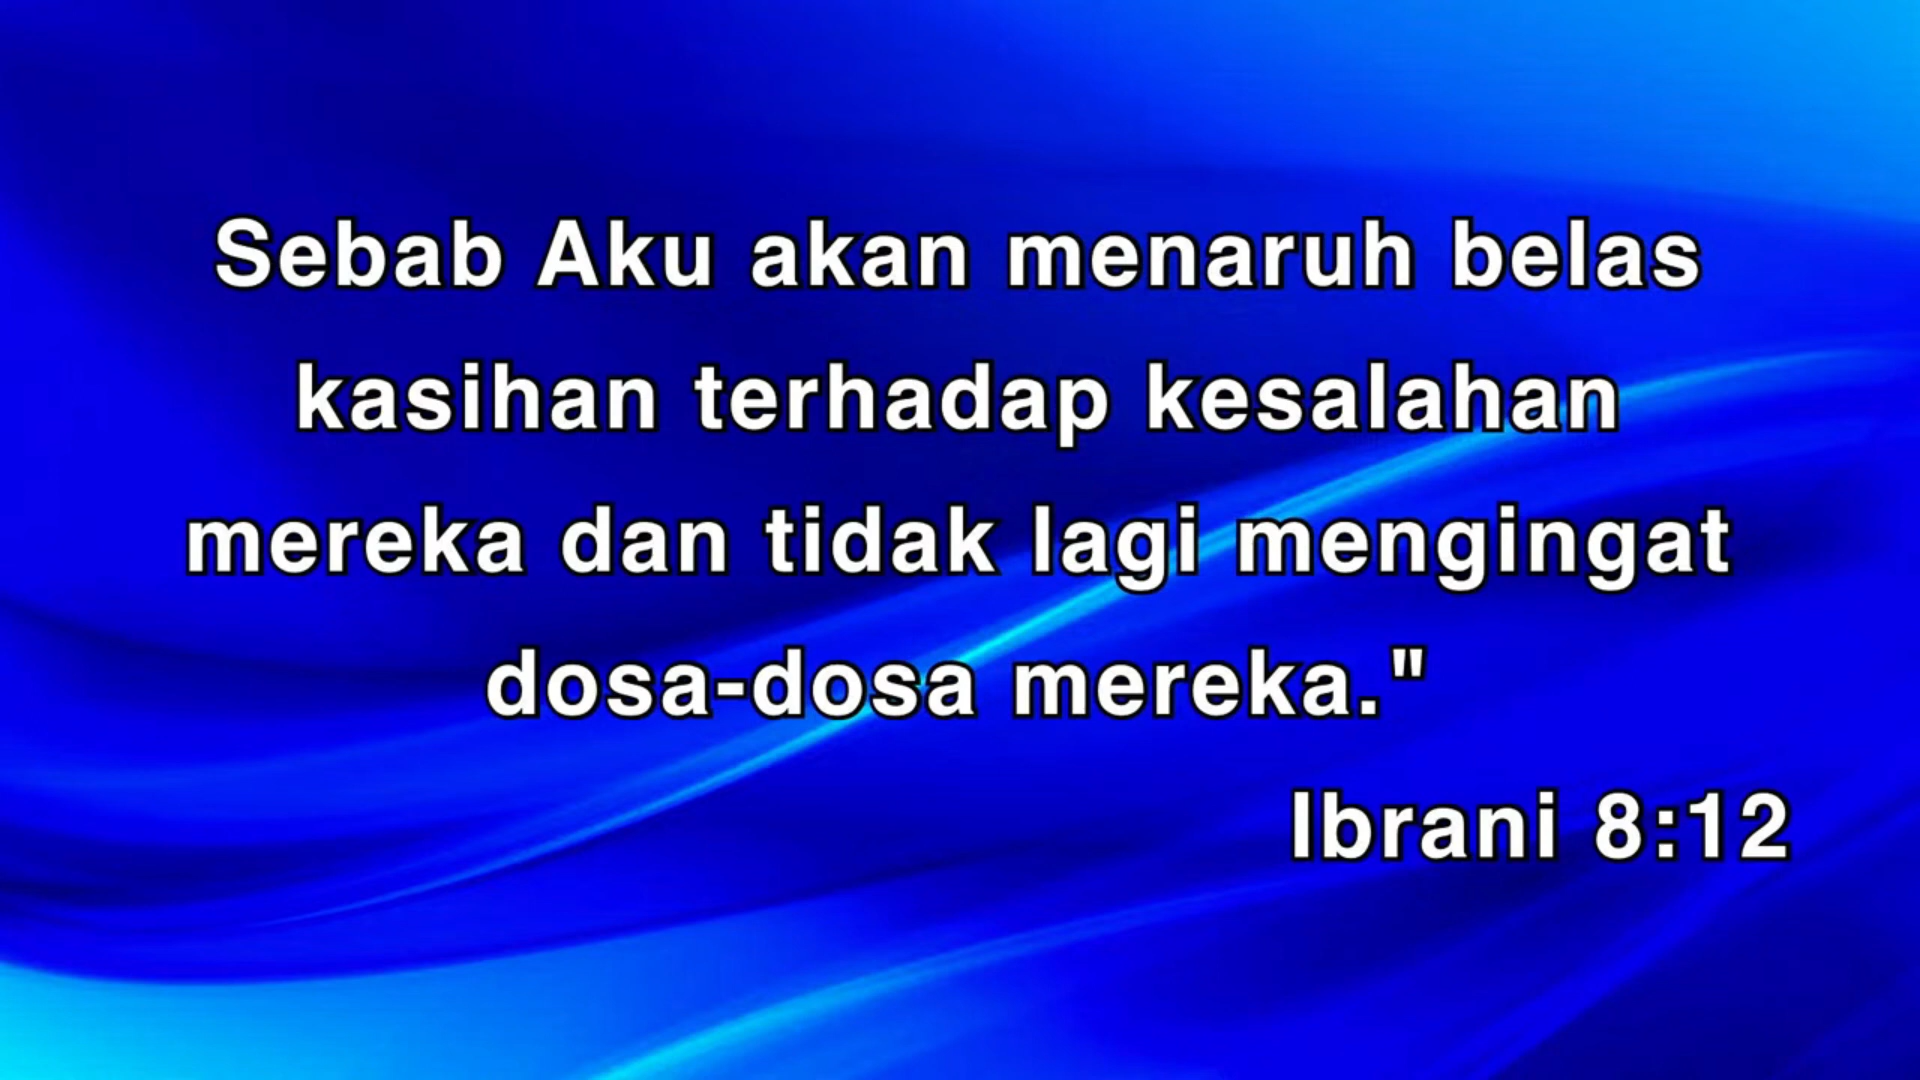 Sebab Aku akan menaruh belas
kasihan terhadap kesalahan
mereka dan tidak lagi mengingat
dosa-dosa mereka."
Ibrani 8:12